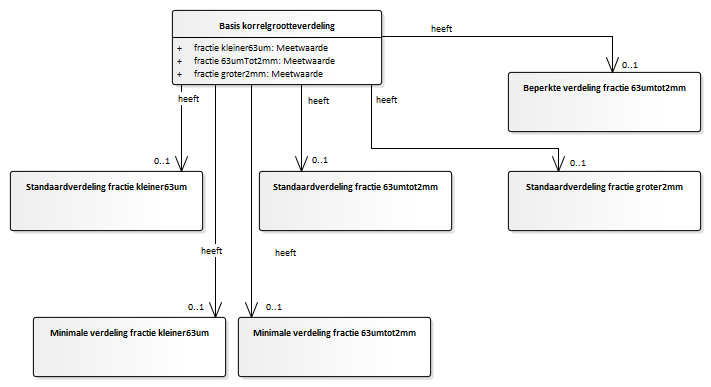 Basis korrelgrootteverdeling
+ fractie kleiner63um: Meetwaarde
+ fractie 63umTot2mm: Meetwaarde
+ fractie groter2mm: Meetwaarde
heeft
0..1
Beperkte verdeling fractie 63umtot2mm
heeft
heeft
heeft
0..1
0..1
0..1
Standaardverdeling fractie kleiner63um
Standaardverdeling fractie 63umtot2mm
Standaardverdeling fractie groter2mm
heeft
heeft
0..1
0..1
Minimale verdeling fractie kleiner63um
Minimale verdeling fractie 63umtot2mm